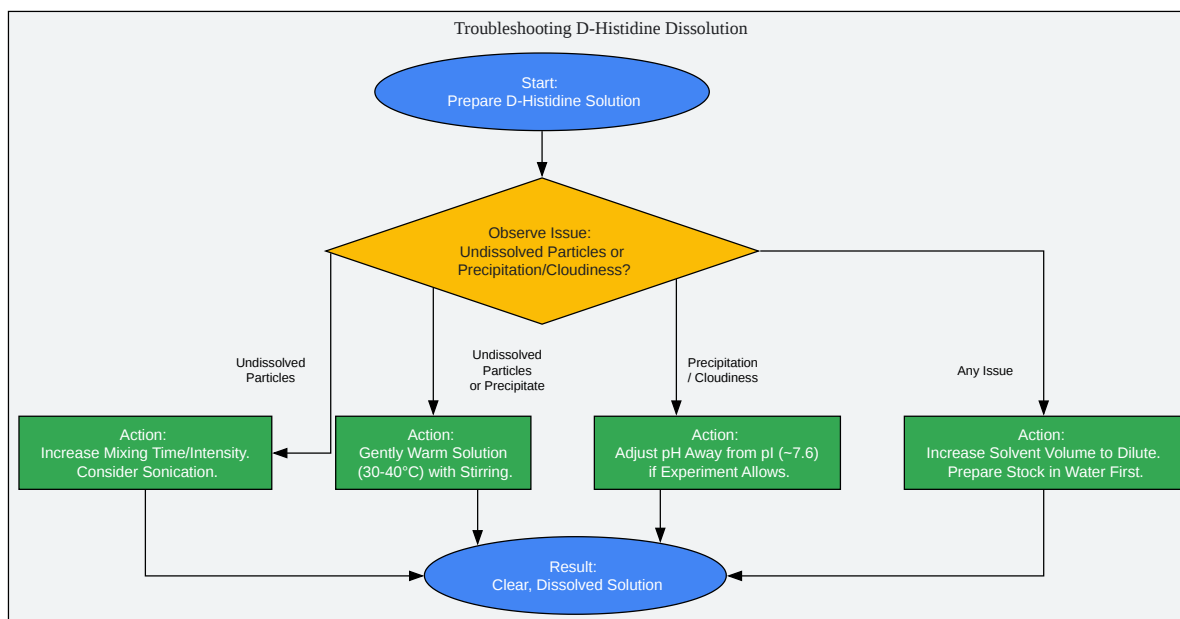 Troubleshooting D-Histidine Dissolution
Start:
Prepare D-Histidine Solution
Observe Issue:
Undissolved Particles or
Precipitation/Cloudiness?
Undissolved
Particles
Undissolved
Particles
or Precipitate
Precipitation
/ Cloudiness
Any Issue
Action:
Increase Mixing Time/Intensity.
Consider Sonication.
Action:
Gently Warm Solution
(30-40°C) with Stirring.
Action:
Adjust pH Away from pI (~7.6)
if Experiment Allows.
Action:
Increase Solvent Volume to Dilute.
Prepare Stock in Water First.
Result:
Clear, Dissolved Solution